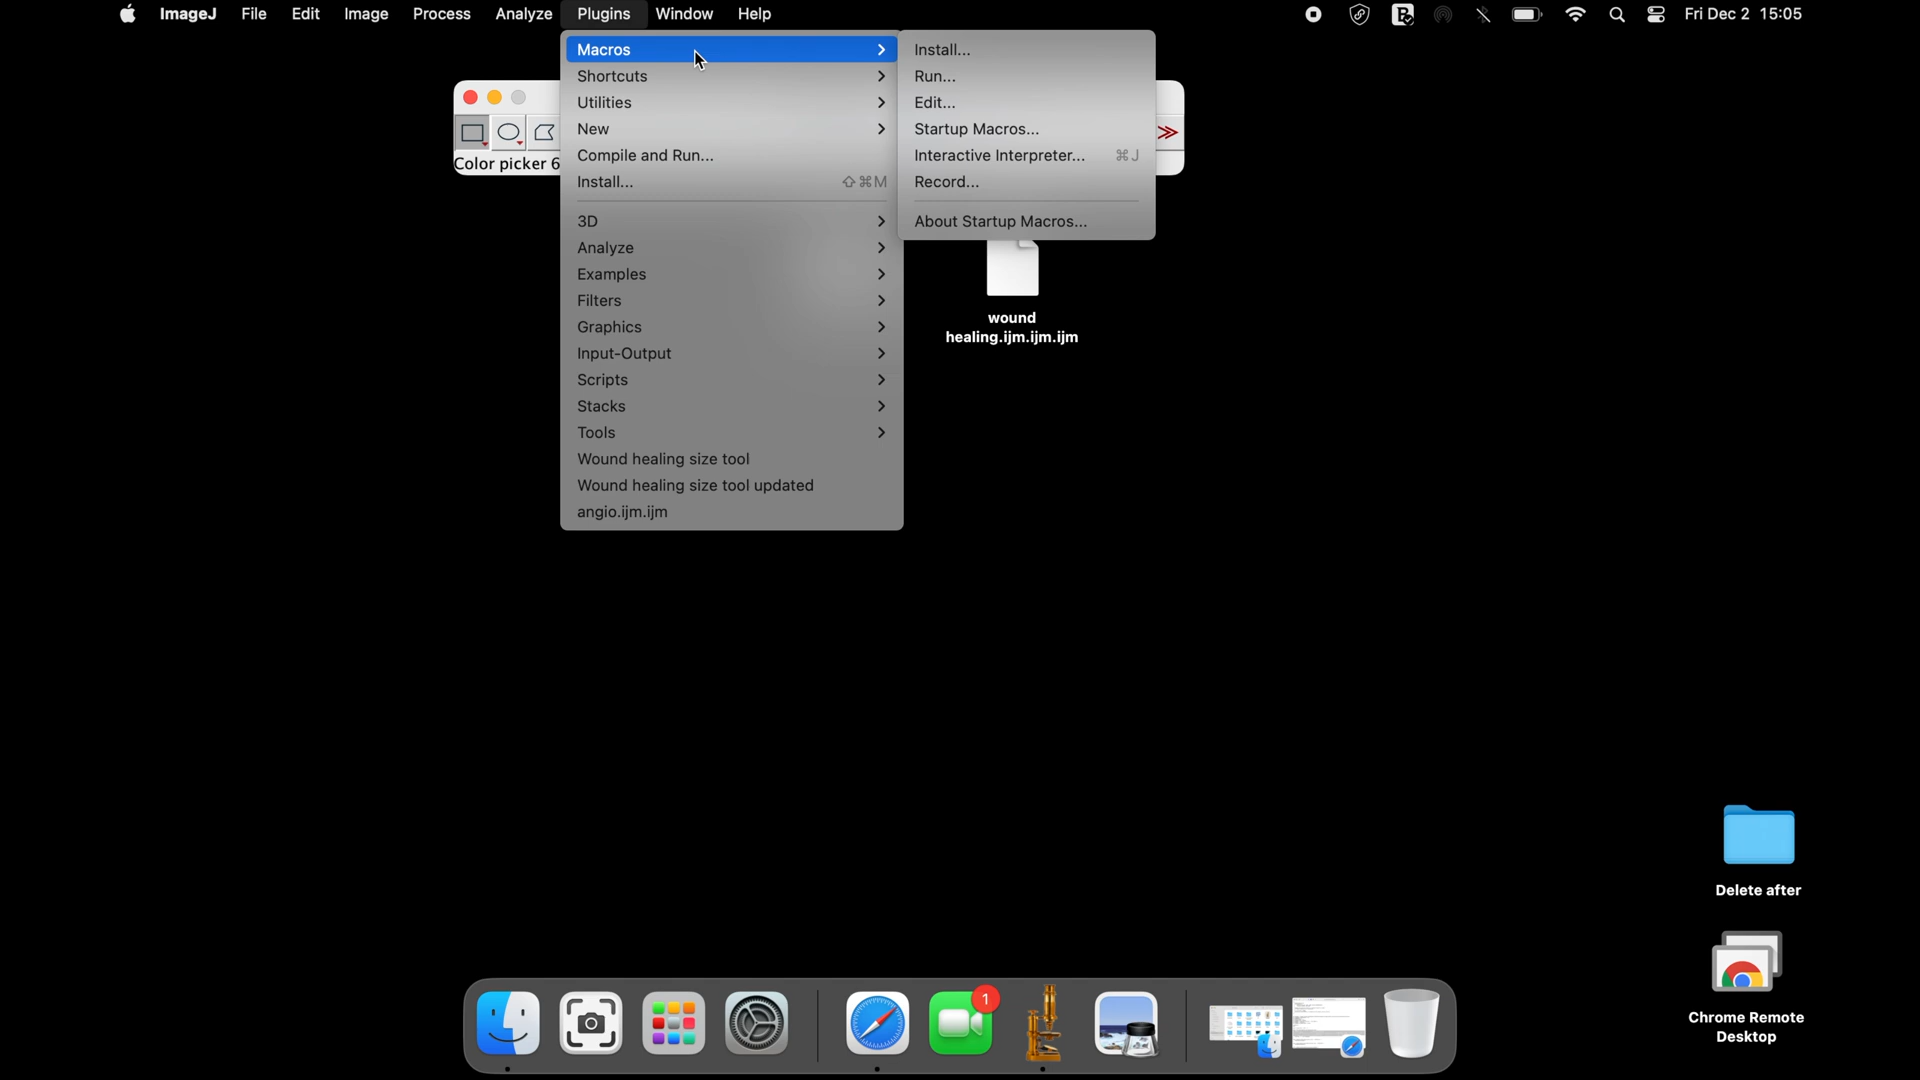 ImageJ File Edit Image Process Analyze Plugins Window Help Fri Dec 2 15:05
Macros
Shortcuts
Utilities
New
Compile and Run...
Install... ⇧⌘M
3D
Analyze
Examples
Filters
Graphics
Input-Output
Scripts
Stacks
Tools
Wound healing size tool
Wound healing size tool updated
angio.ijm.ijm
Install...
Run...
Edit...
Startup Macros...
Interactive Interpreter... ⌘J
Record...
About Startup Macros...
Color picker 6
wound
healing.ijm.ijm.ijm
Delete after
Chrome Remote
Desktop
1